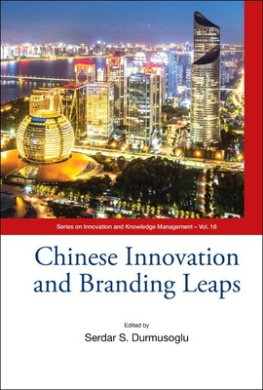 Series on Innovation and Knowledge Management – Vol. 16
Chinese Innovation
and Branding Leaps
Edited by
Serdar S. Durmusoglu